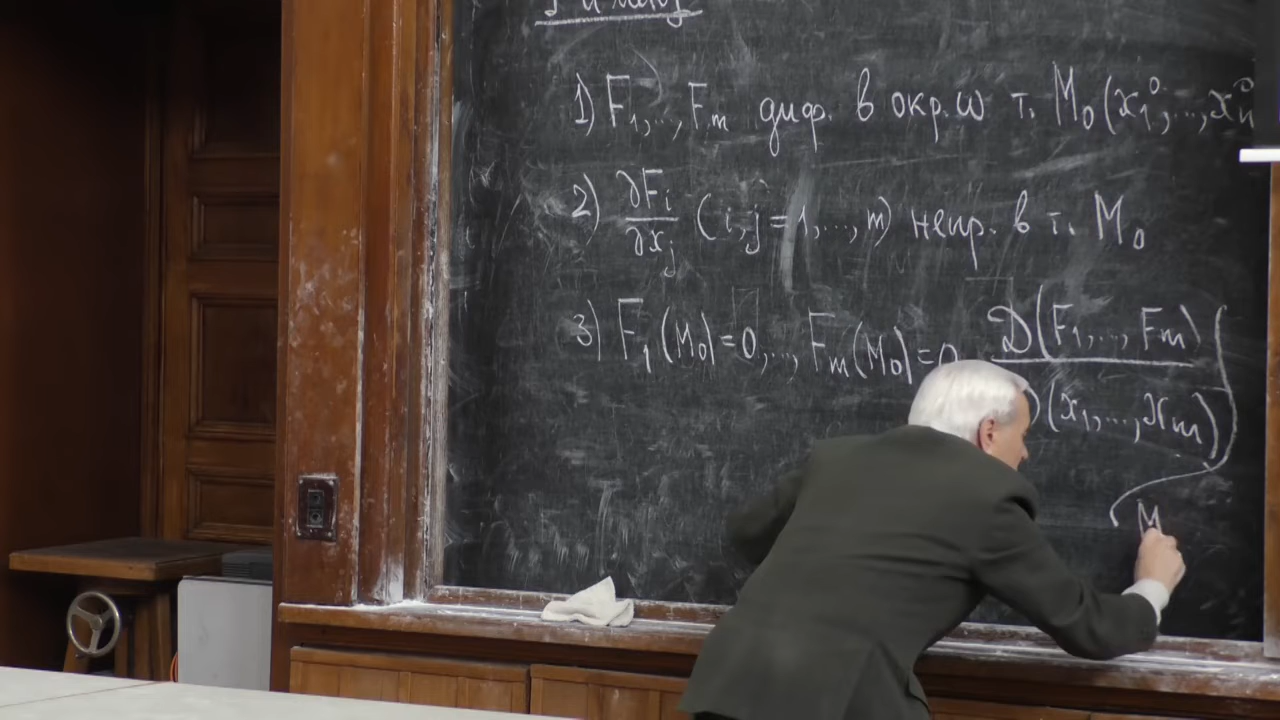 1) F₁,..,Fₘ диф. в окр. ω т. M₀(x₁⁰,...,xₙ⁰
2) ∂Fᵢ/∂xⱼ (i,j=1,...,m) непр. в т. M₀
3) F₁(M₀)=0,..., Fₘ(M₀)=0 D(F₁,..., Fₘ)/(x₁,...,xₘ)
M